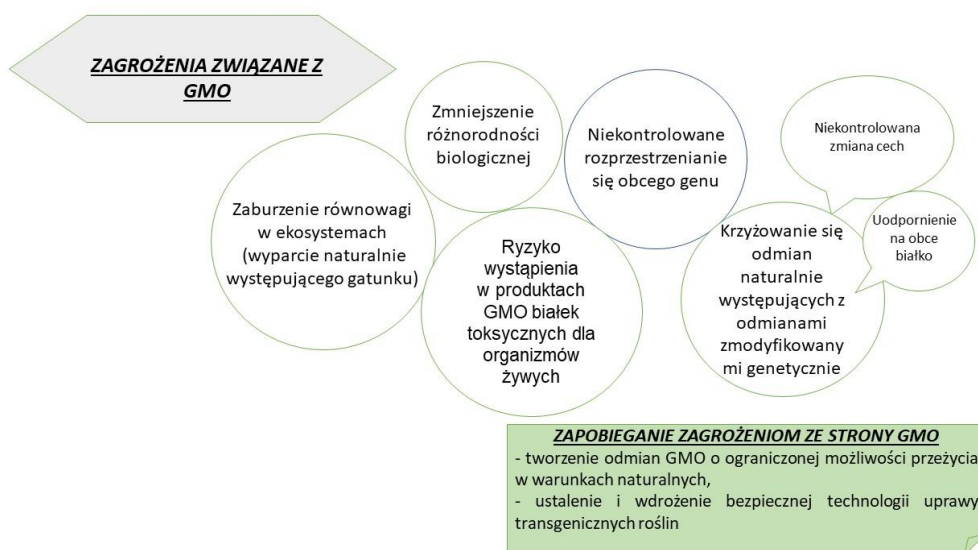 ZAGROŻENIA ZWIĄZANE Z
GMO
Zmniejszenie
różnorodności
biologicznej
Niekontrolowane
rozprzestrzenianie
się obcego genu
Niekontrolowana
zmiana cech
Zaburzenie równowagi
w ekosystemach
(wyparcie naturalnie
występującego gatunku)
Ryzyko
wystąpienia
w produktach
GMO białek
toksycznych dla
organizmów
żywych
Krzyżowanie się
odmian
naturalnie
występujących z
odmianami
zmodyfikowany
mi genetycznie
Uodpornienie
na obce
białko
ZAPOBIEGANIE ZAGROŻENIOM ZE STRONY GMO
- tworzenie odmian GMO o ograniczonej możliwości przeżycia
w warunkach naturalnych,
- ustalenie i wdrożenie bezpiecznej technologii uprawy
transgenicznych roślin